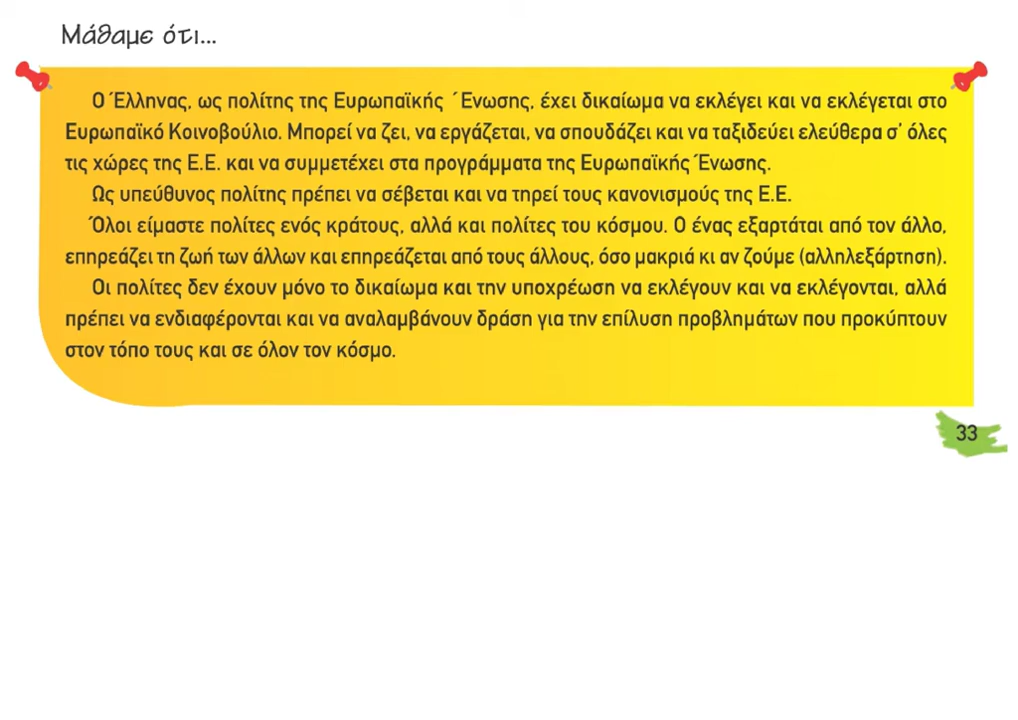 Μάθαμε ότι...
Ο Έλληνας, ως πολίτης της Ευρωπαϊκής Ένωσης, έχει δικαίωμα να εκλέγει και να εκλέγεται στο
Ευρωπαϊκό Κοινοβούλιο. Μπορεί να ζει, να εργάζεται, να σπουδάζει και να ταξιδεύει ελεύθερα σ' όλες
τις χώρες της Ε.Ε. και να συμμετέχει στα προγράμματα της Ευρωπαϊκής Ένωσης.
Ως υπεύθυνος πολίτης πρέπει να σέβεται και να τηρεί τους κανονισμούς της Ε.Ε.
Όλοι είμαστε πολίτες ενός κράτους, αλλά και πολίτες του κόσμου. Ο ένας εξαρτάται από τον άλλο,
επηρεάζει τη ζωή των άλλων και επηρεάζεται από τους άλλους, όσο μακριά κι αν ζούμε (αλληλεξάρτηση).
Οι πολίτες δεν έχουν μόνο το δικαίωμα και την υποχρέωση να εκλέγουν και να εκλέγονται, αλλά
πρέπει να ενδιαφέρονται και να αναλαμβάνουν δράση για την επίλυση προβλημάτων που προκύπτουν
στον τόπο τους και σε όλον τον κόσμο.
33